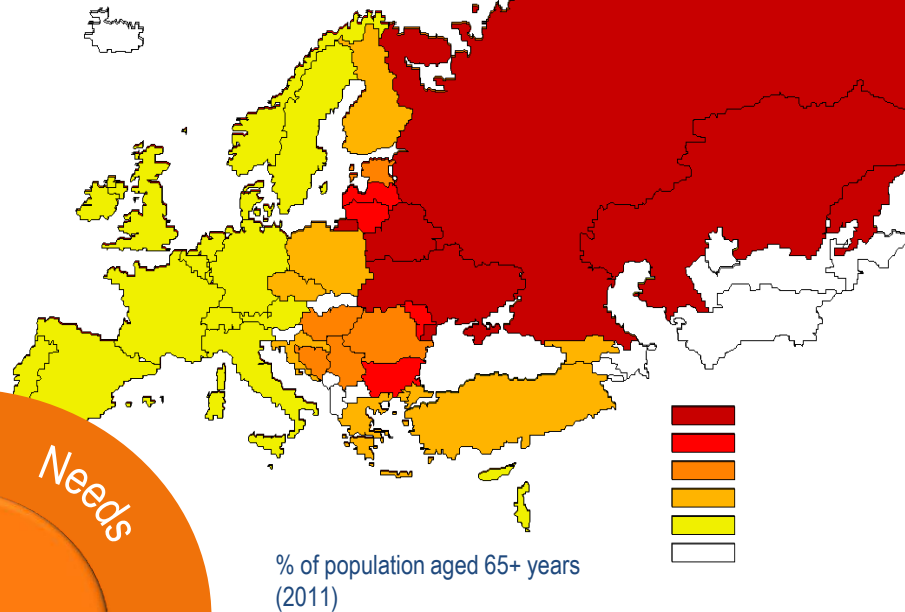 Needs
% of population aged 65+ years
(2011)